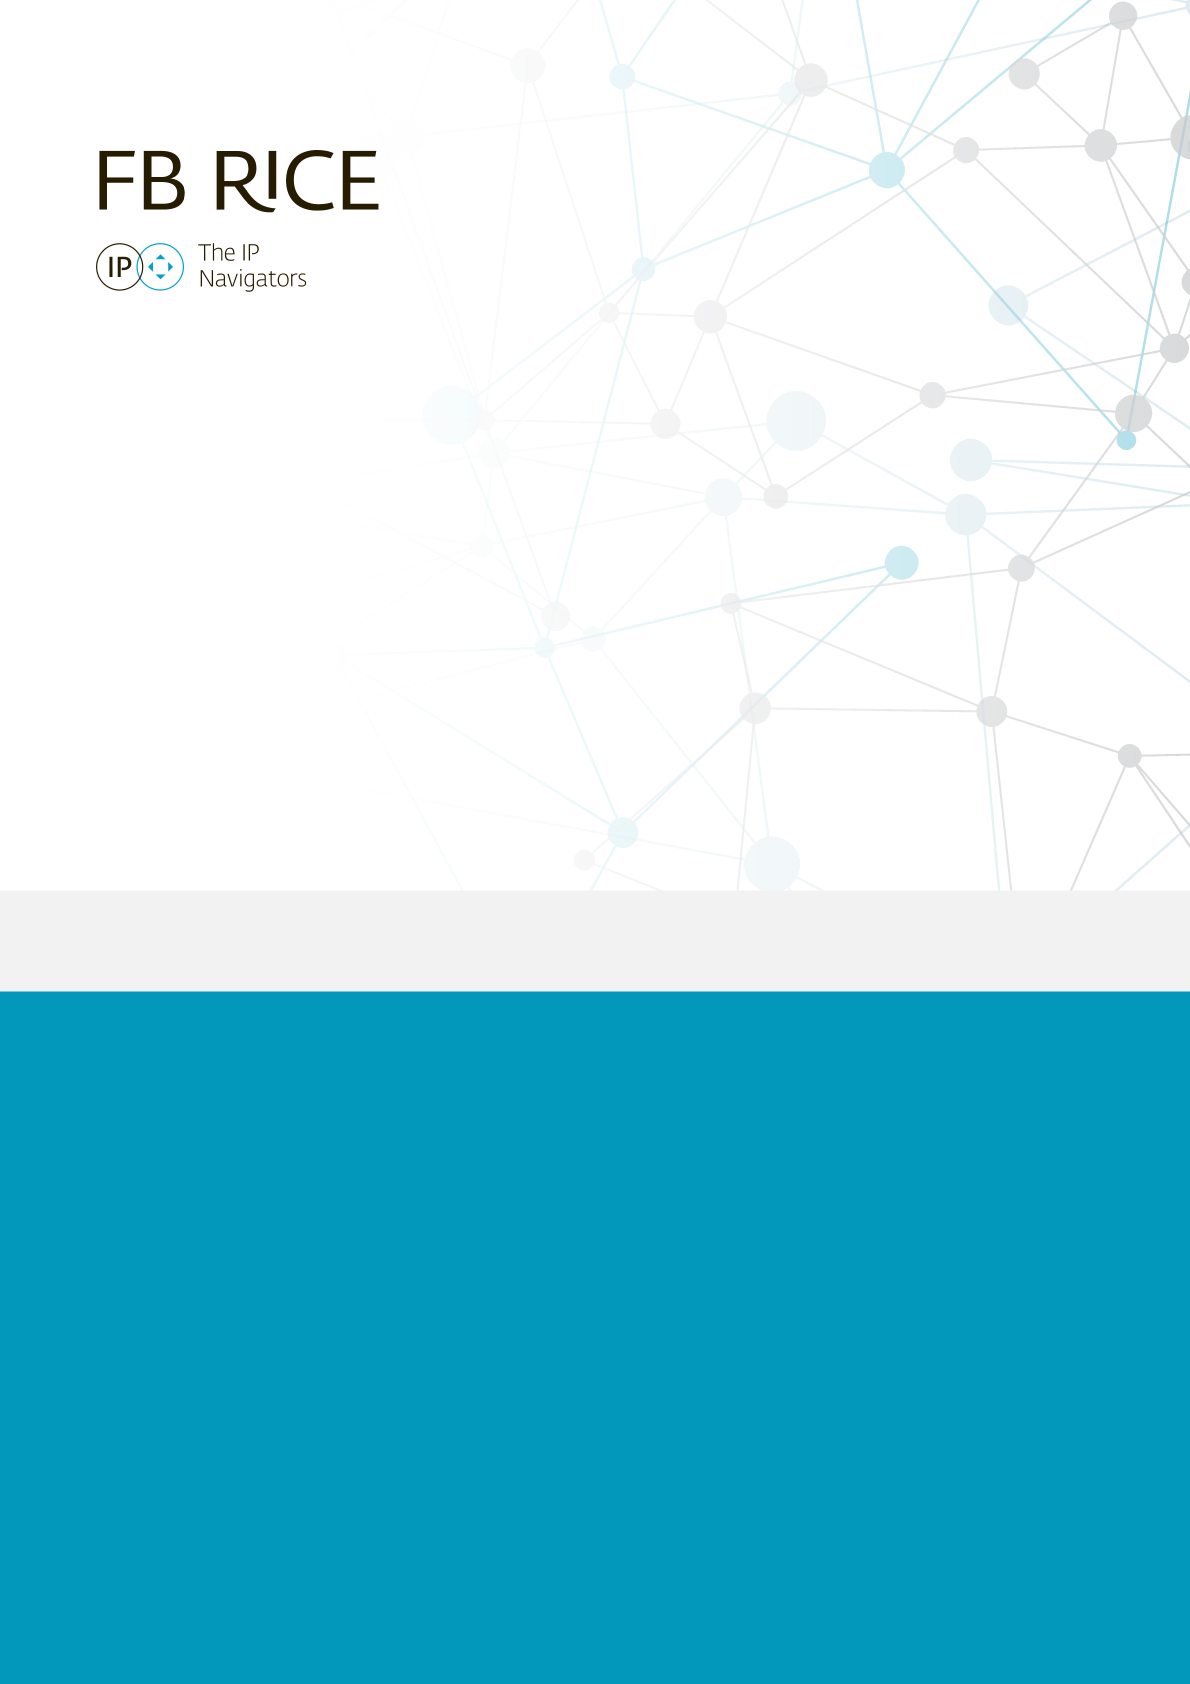 FB RICE
IP
The IP
Navigators